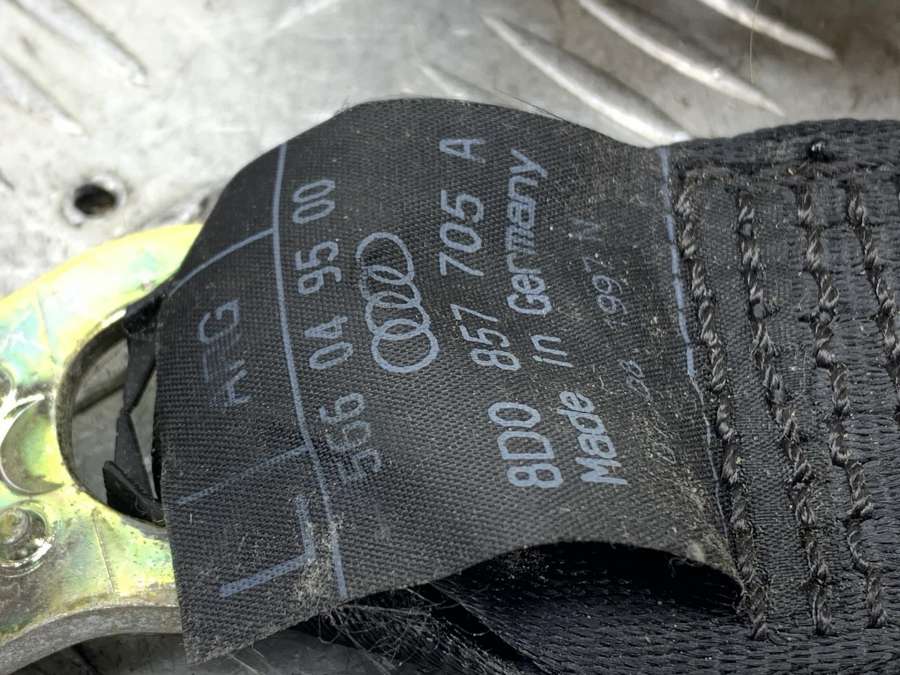 L
ATG
566 04 95 00
8D0 857 705 A
Made in Germany